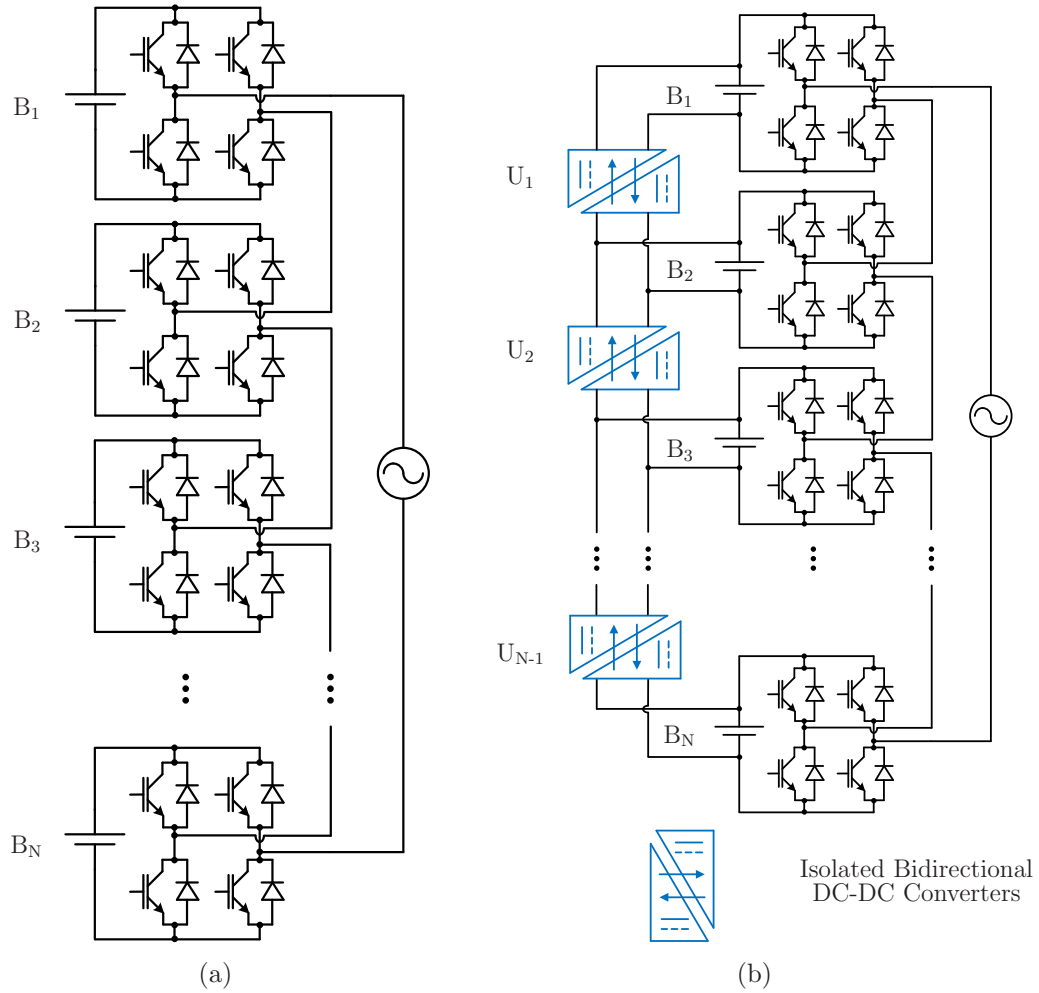 B1
B2
B3
BN
(a)
B1
U1
B2
U2
B3
UN-1
BN
Isolated Bidirectional
DC-DC Converters
(b)